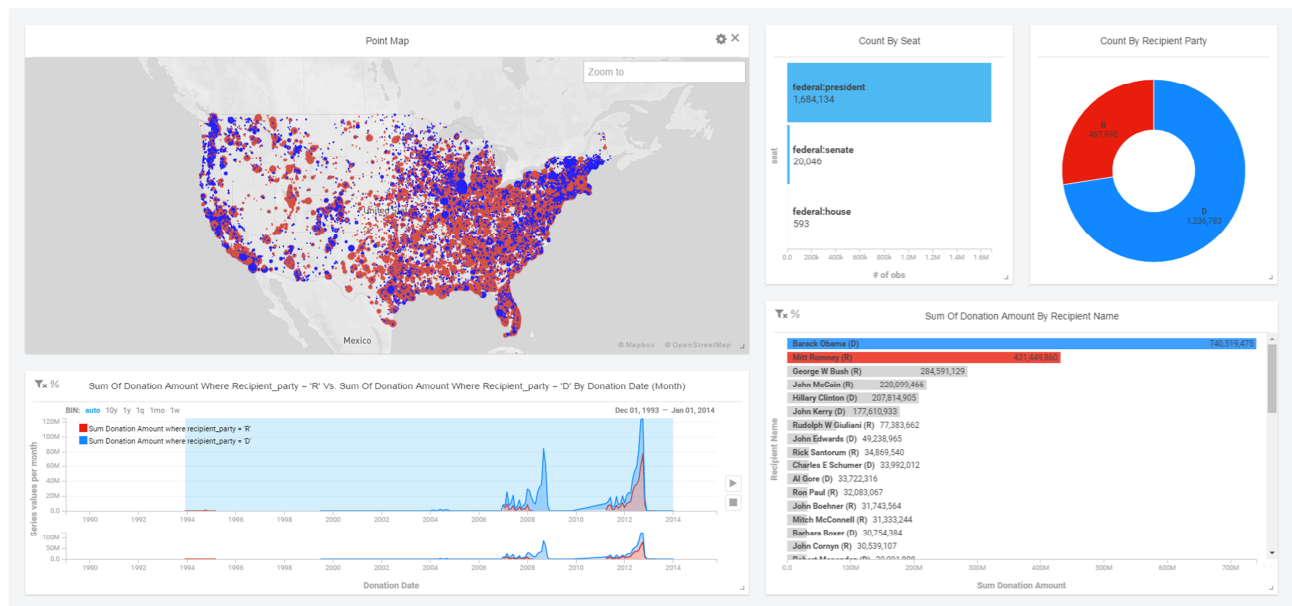 Point Map
Zoom to
United S
Mexico
© Mapbox © OpenStreetMap
Count By Seat
seat
federal:president
1,684,134
federal:senate
20,046
federal:house
593
0.0 200k 400k 600k 800k 1.0M 1.2M 1.4M 1.6M
# of obs
Count By Recipient Party
R
467,990
D
1,236,783
Sum Of Donation Amount Where Recipient_party = 'R' Vs. Sum Of Donation Amount Where Recipient_party = 'D' By Donation Date (Month)
BIN: auto 10y 1y 1q 1mo 1w
Dec 01, 1993 — Jan 01, 2014
Series values per month
120M
100M
80M
60M
40M
20M
0.0
Sum Donation Amount where recipient_party = 'R'
Sum Donation Amount where recipient_party = 'D'
1990 1992 1994 1996 1998 2000 2002 2004 2006 2008 2010 2012 2014
100M
50M
0.0
1990 1992 1994 1996 1998 2000 2002 2004 2006 2008 2010 2012 2014
Donation Date
%
%
Sum Of Donation Amount By Recipient Name
Recipient Name
Barack Obama (D) 740,519,475
Mitt Romney (R) 431,449,860
George W Bush (R) 284,591,129
John McCain (R) 220,099,466
Hillary Clinton (D) 207,814,905
John Kerry (D) 177,610,933
Rudolph W Giuliani (R) 77,383,662
John Edwards (D) 49,238,965
Rick Santorum (R) 34,869,540
Charles E Schumer (D) 33,992,012
Al Gore (D) 33,722,316
Ron Paul (R) 32,083,067
John Boehner (R) 31,743,564
Mitch McConnell (R) 31,333,244
Barbara Boxer (D) 30,754,384
John Cornyn (R) 30,539,107
0.0 100M 200M 300M 400M 500M 600M 700M
Sum Donation Amount